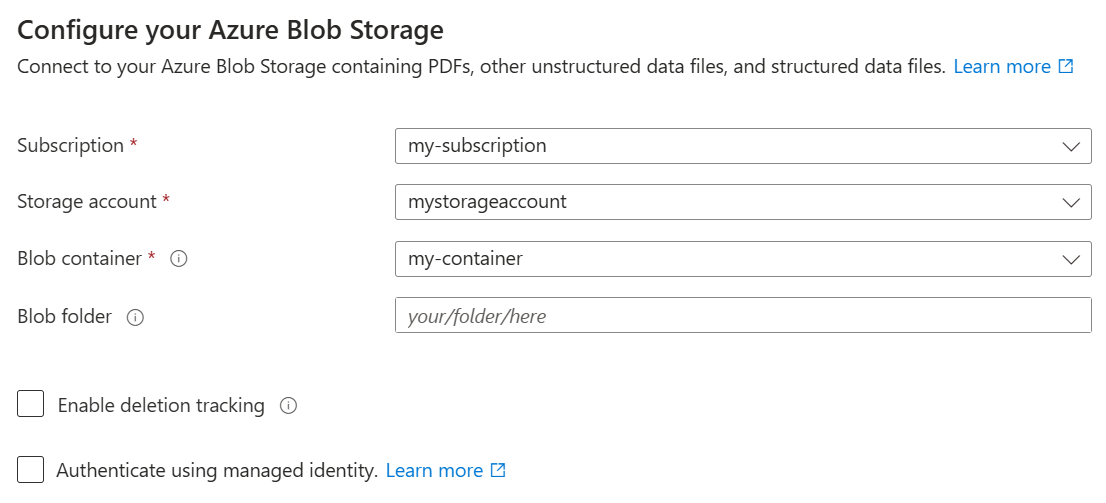 Configure your Azure Blob Storage
Connect to your Azure Blob Storage containing PDFs, other unstructured data files, and structured data files. Learn more
Subscription * my-subscription
Storage account * mystorageaccount
Blob container * my-container
Blob folder your/folder/here
Enable deletion tracking
Authenticate using managed identity. Learn more